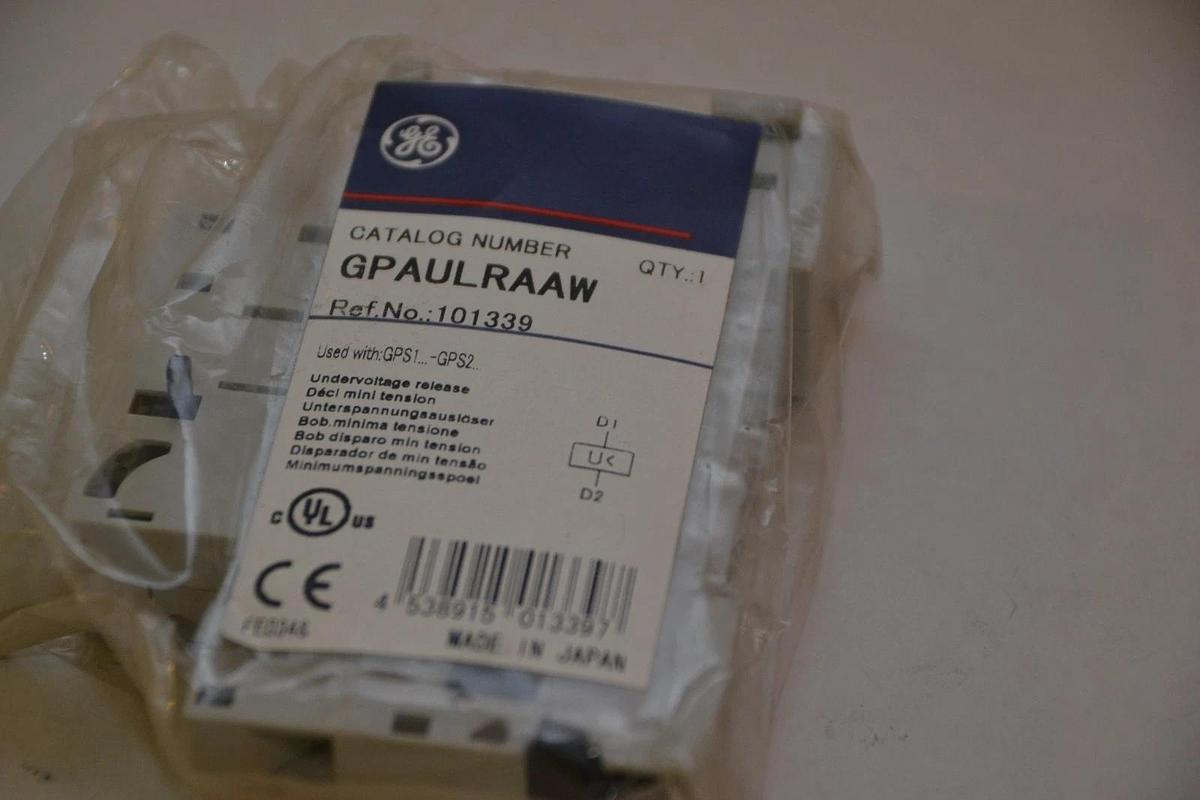 GE
CATALOG NUMBER
QTY.:1
GPAULRAAW
Ref.No.:101339
Used with:GPS1...-GPS2...
Undervoltage release
Déci mini tension
Unterspannungsauslöser
Bob.minima tensione
Bob disparo min tension
Disparador de min tensão
Minimumspanningsspoel
D1
U<
D2
C UL US
CE
4 538915 013397
MADE IN JAPAN